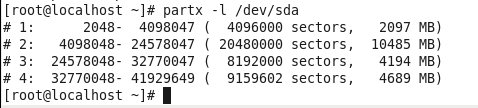 [root@localhost ~]# partx -l /dev/sda
# 1:      2048-  4098047 (  4096000 sectors,   2097 MB)
# 2:   4098048- 24578047 ( 20480000 sectors,  10485 MB)
# 3:  24578048- 32770047 (  8192000 sectors,   4194 MB)
# 4:  32770048- 41929649 (  9159602 sectors,   4689 MB)
[root@localhost ~]#